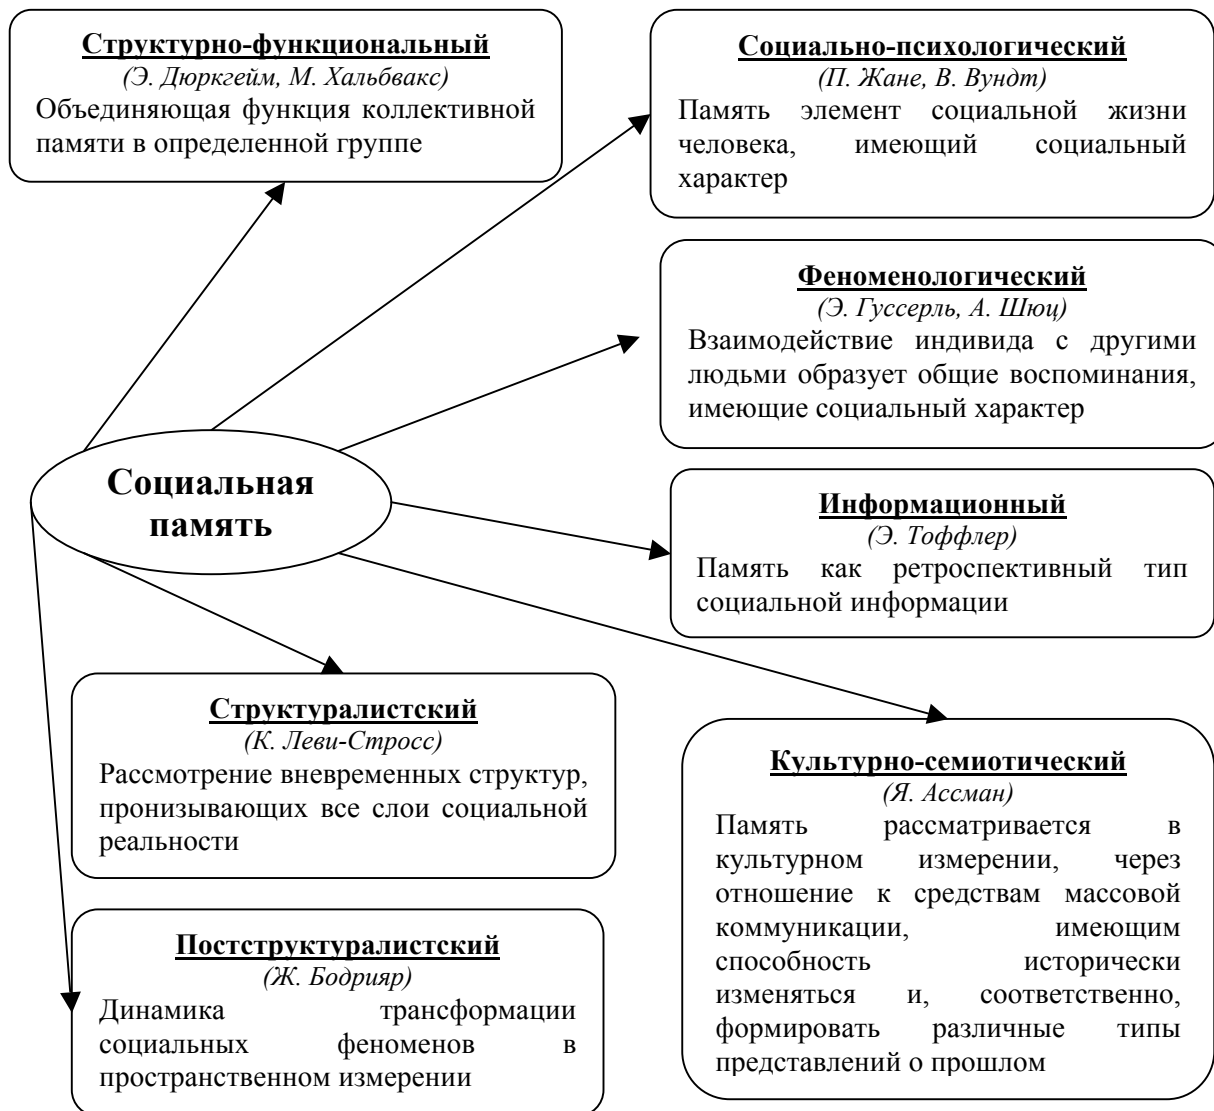 Структурно-функциональный
(Э. Дюркгейм, М. Хальбвакс)
Объединяющая функция коллективной
памяти в определенной группе
Социально-психологический
(П. Жане, В. Вундт)
Память элемент социальной жизни
человека, имеющий социальный
характер
Феноменологический
(Э. Гуссерль, А. Шюц)
Взаимодействие индивида с другими
людьми образует общие воспоминания,
имеющие социальный характер
Социальная
память
Информационный
(Э. Тоффлер)
Память как ретроспективный тип
социальной информации
Структуралистский
(К. Леви-Стросс)
Рассмотрение вневременных структур,
пронизывающих все слои социальной
реальности
Культурно-семиотический
(Я. Ассман)
Память рассматривается в
культурном измерении, через
отношение к средствам массовой
коммуникации, имеющим
способность исторически
изменяться и, соответственно,
формировать различные типы
представлений о прошлом
Постструктуралистский
(Ж. Бодрияр)
Динамика трансформации
социальных феноменов в
пространственном измерении